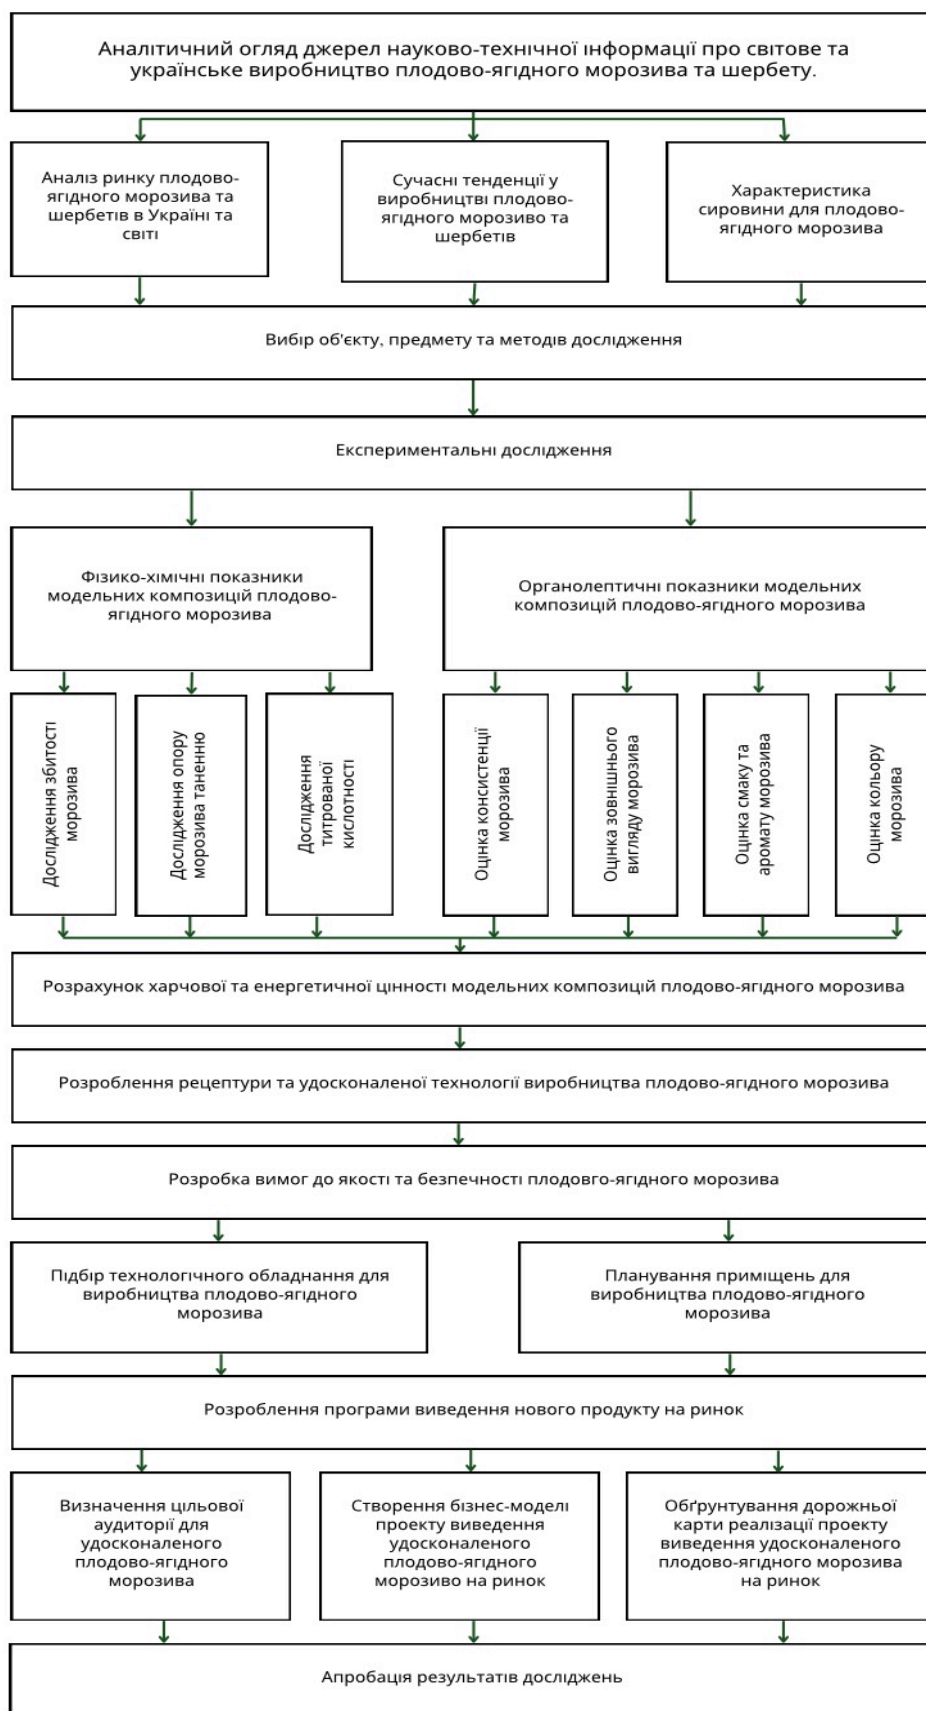 Аналітичний огляд джерел науково-технічної інформації про світове та
українське виробництво плодово-ягідного морозива та шербету.
Аналіз ринку плодово-
ягідного морозива та
шербетів в Україні та
світі
Сучасні тенденції у
виробництві плодово-
ягідного морозиво та
шербетів
Характеристика
сировини для плодово-
ягідного морозива
Вибір об'єкту, предмету та методів дослідження
Експериментальні дослідження
Фізико-хімічні показники
модельних композицій плодово-
ягідного морозива
Органолептичні показники модельних
композицій плодово-ягідного морозива
Дослідження збитості
морозива
Дослідження опору
морозива таненню
Дослідження
титрованої
кислотності
Оцінка консистенції
морозива
Оцінка зовнішнього
вигляду морозива
Оцінка смаку та
аромату морозива
Оцінка кольору
морозива
Розрахунок харчової та енергетичної цінності модельних композицій плодово-ягідного морозива
Розроблення рецептури та удосконаленої технології виробництва плодово-ягідного морозива
Розробка вимог до якості та безпечності плодовго-ягідного морозива
Підбір технологічного обладнання для
виробництва плодово-ягідного
морозива
Планування приміщень для
виробництва плодово-ягідного
морозива
Розроблення програми виведення нового продукту на ринок
Визначення цільової
аудиторії для
удосконаленого
плодово-ягідного
морозива
Створення бізнес-моделі
проекту виведення
удосконаленого
плодово-ягідного
морозиво на ринок
Обґрунтування дорожньої
карти реалізації проекту
виведення удосконаленого
плодово-ягідного морозива
на ринок
Апробація результатів досліджень